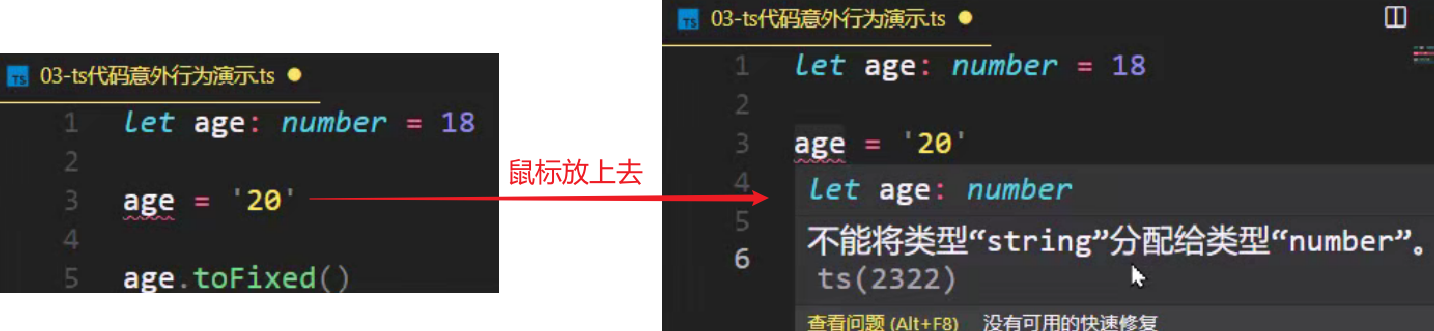 TS 03-ts代码意外行为演示.ts
1 let age: number = 18
2
3 age = '20'
4
5 age.toFixed()
鼠标放上去
TS 03-ts代码意外行为演示.ts
1 let age: number = 18
2
3 age = '20'
4 let age: number
5 不能将类型“string”分配给类型“number”。
6 ts(2322)
查看问题 (Alt+F8) 没有可用的快速修复